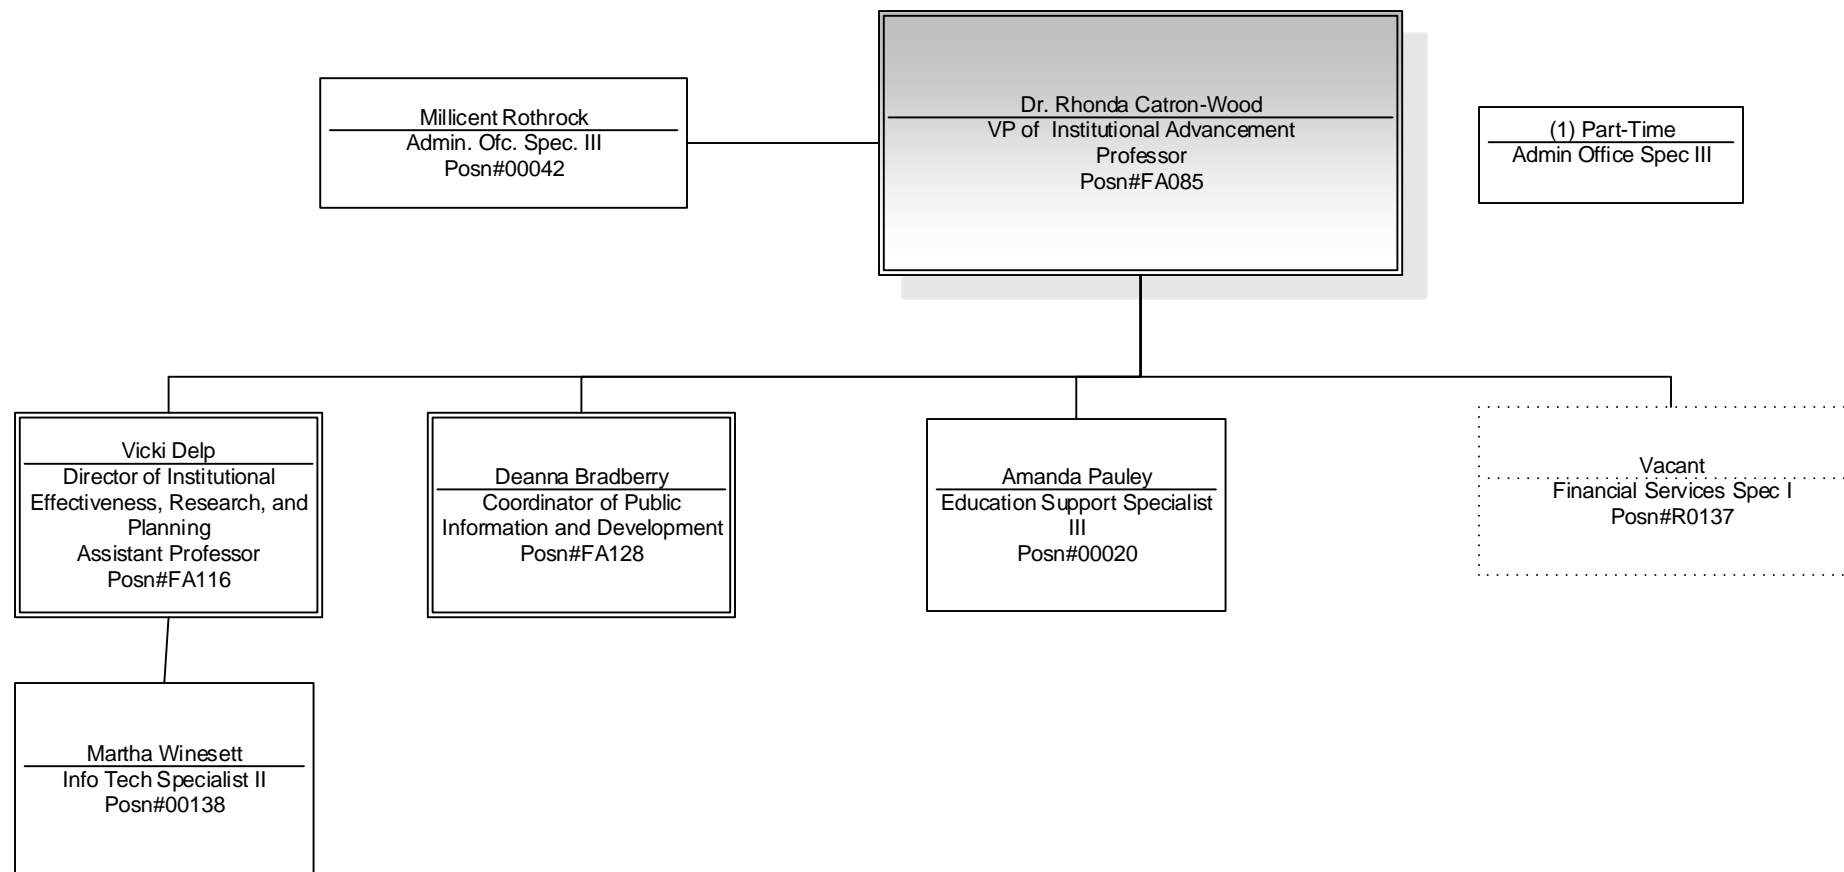 Millicent Rothrock
Admin. Ofc. Spec. III
Posn#00042
Dr. Rhonda Catron-Wood
VP of Institutional Advancement
Professor
Posn#FA085
(1) Part-Time
Admin Office Spec III
Vicki Delp
Director of Institutional
Effectiveness, Research, and
Planning
Assistant Professor
Posn#FA116
Deanna Bradberry
Coordinator of Public
Information and Development
Posn#FA128
Amanda Pauley
Education Support Specialist
III
Posn#00020
Vacant
Financial Services Spec I
Posn#R0137
Martha Winesett
Info Tech Specialist II
Posn#00138